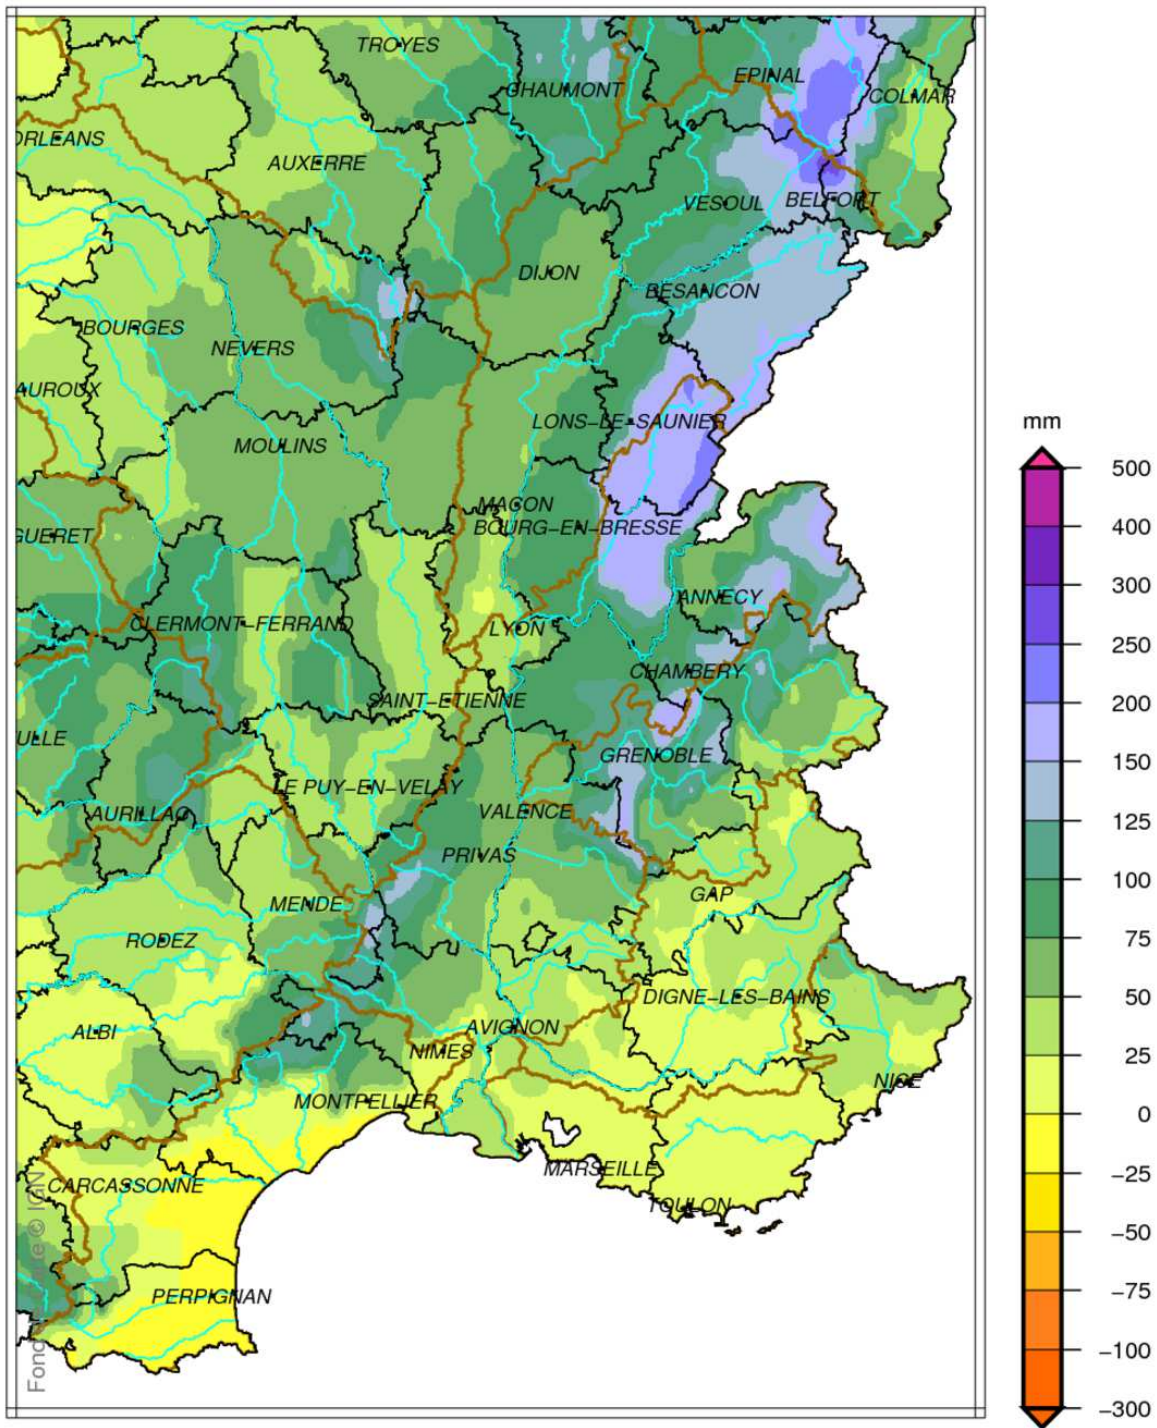 TROYES
CHAUMONT
EPINAL
COLMAR
ORLEANS
AUXERRE
VESOUL
BELFORT
DIJON
BESANCON
BOURGES
NEVERS
AUROUX
LONS-LE-SAUNIER
MOULINS
MACON
BOURG-EN-BRESSE
GUERET
ANNECY
CLERMONT-FERRAND
LYON
CHAMBERY
SAINT-ETIENNE
ULLE
GRENOBLE
LE PUY-EN-VELAY
AURILLAC
VALENCE
PRIVAS
GAP
MENDE
RODEZ
DIGNE-LES-BAINS
ALBI
AVIGNON
NIMES
NICE
MONTPELLIER
MARSEILLE
CARCASSONNE
TOULON
PERPIGNAN
mm
500
400
300
250
200
150
125
100
75
50
25
0
-25
-50
-75
-100
-300